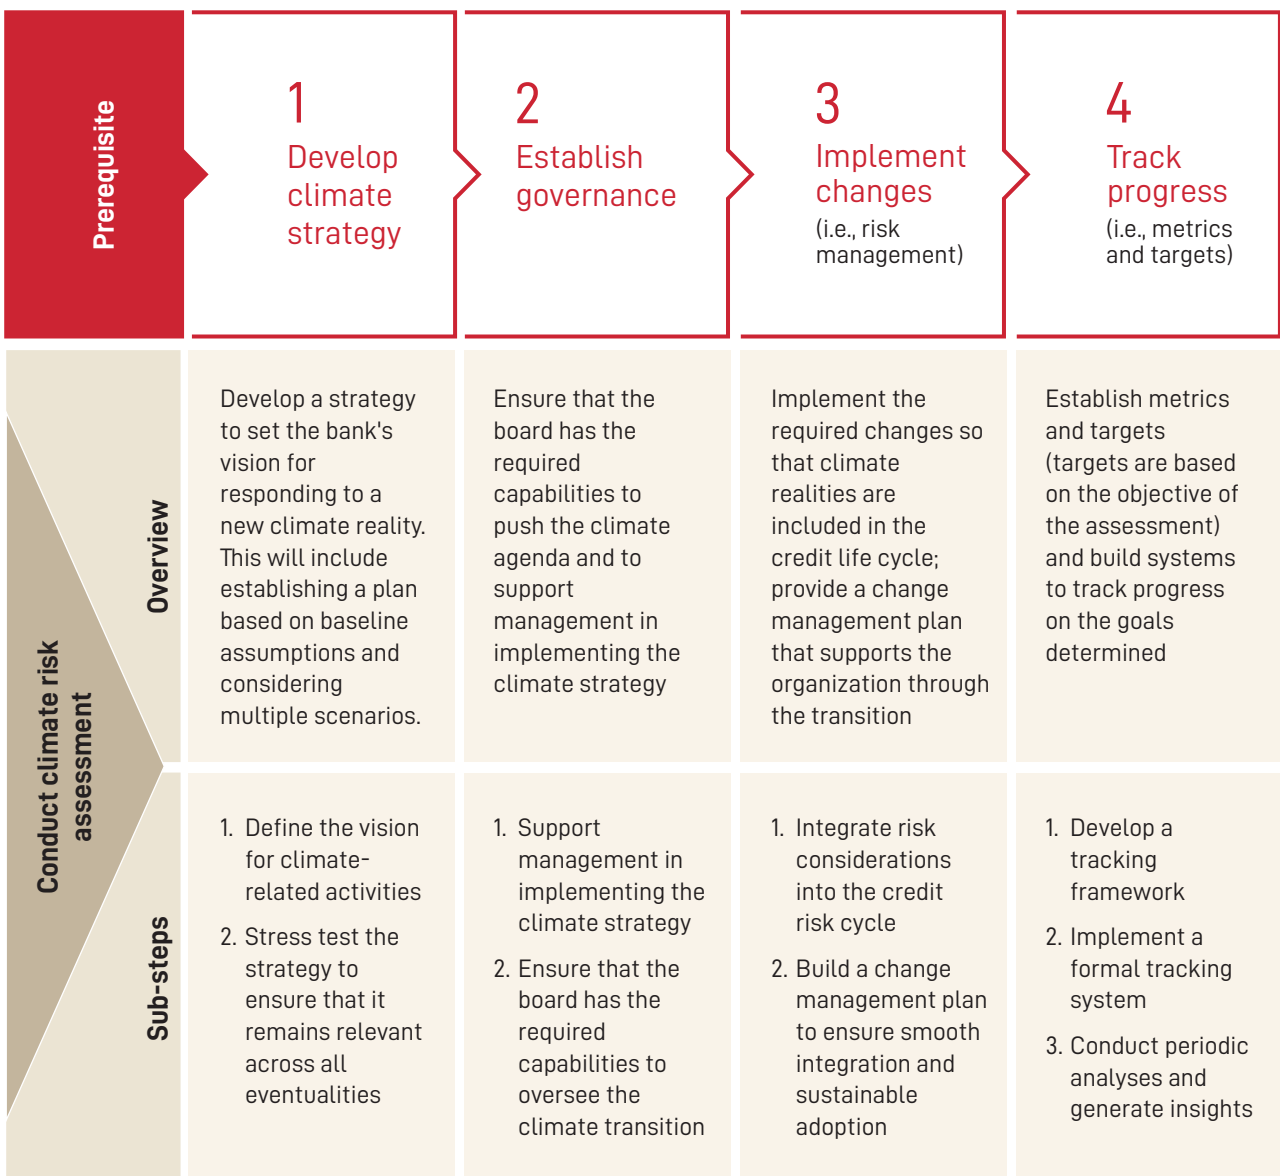 Prerequisite
1
Develop
climate
strategy
2
Establish
governance
3
Implement
changes
(i.e., risk
management)
4
Track
progress
(i.e., metrics
and targets)
Conduct climate risk
assessment
Overview
Develop a strategy
to set the bank's
vision for
responding to a
new climate reality.
This will include
establishing a plan
based on baseline
assumptions and
considering
multiple scenarios.
Ensure that the
board has the
required
capabilities to
push the climate
agenda and to
support
management in
implementing the
climate strategy
Implement the
required changes so
that climate
realities are
included in the
credit life cycle;
provide a change
management plan
that supports the
organization through
the transition
Establish metrics
and targets
(targets are based
on the objective of
the assessment)
and build systems
to track progress
on the goals
determined
Sub-steps
1. Define the vision
for climate-
related activities
2. Stress test the
strategy to
ensure that it
remains relevant
across all
eventualities
1. Support
management in
implementing the
climate strategy
2. Ensure that the
board has the
required
capabilities to
oversee the
climate transition
1. Integrate risk
considerations
into the credit
risk cycle
2. Build a change
management plan
to ensure smooth
integration and
sustainable
adoption
1. Develop a
tracking
framework
2. Implement a
formal tracking
system
3. Conduct periodic
analyses and
generate insights